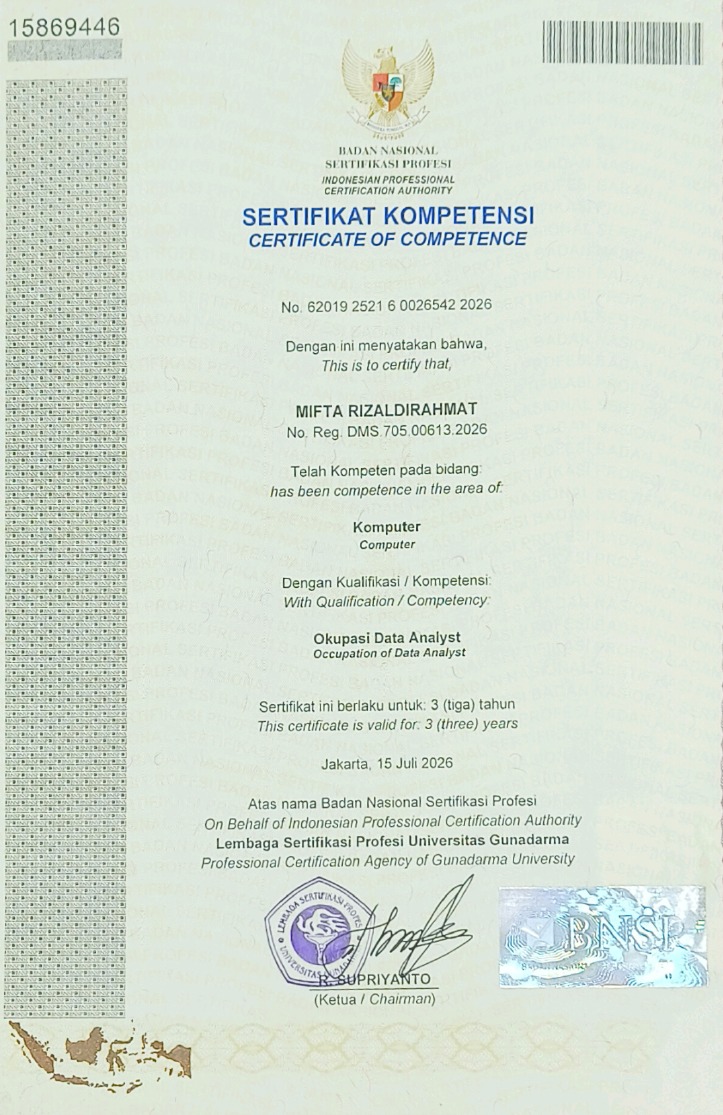 15869446
BADAN NASIONAL
SERTIFIKASI PROFESI
INDONESIAN PROFESSIONAL
CERTIFICATION AUTHORITY
SERTIFIKAT KOMPETENSI
CERTIFICATE OF COMPETENCE
No. 62019 2521 6 0026542 2026
Dengan ini menyatakan bahwa,
This is to certify that,
MIFTA RIZALDIRAHMAT
No. Reg. DMS.705.00613.2026
Telah Kompeten pada bidang:
has been competence in the area of:
Komputer
Computer
Dengan Kualifikasi / Kompetensi:
With Qualification / Competency:
Okupasi Data Analyst
Occupation of Data Analyst
Sertifikat ini berlaku untuk: 3 (tiga) tahun
This certificate is valid for: 3 (three) years
Jakarta, 15 Juli 2026
Atas nama Badan Nasional Sertifikasi Profesi
On Behalf of Indonesian Professional Certification Authority
Lembaga Sertifikasi Profesi Universitas Gunadarma
Professional Certification Agency of Gunadarma University
LEMBAGA SERTIFIKASI PROFES
UNIVERSITAS
BNSP
R. SUPRIYANTO
(Ketua / Chairman)